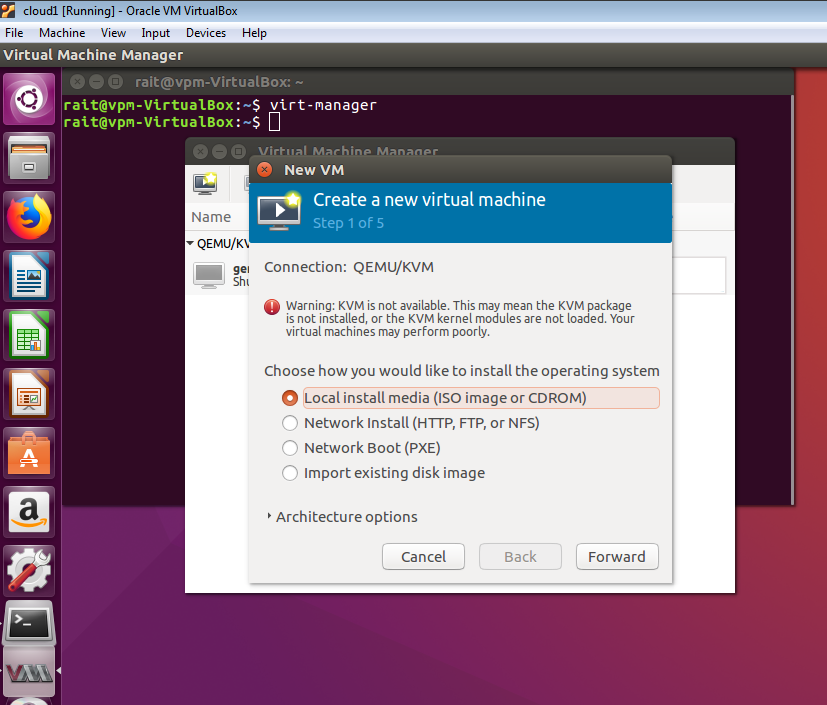 cloud1 [Running] - Oracle VM VirtualBox
File Machine View Input Devices Help
Virtual Machine Manager
rait@vpm-VirtualBox: ~
rait@vpm-VirtualBox:~$ virt-manager
rait@vpm-VirtualBox:~$
Virtual Machine Manager
New VM
Create a new virtual machine
Step 1 of 5
Name
QEMU/KV
ge
Shu
Connection: QEMU/KVM
Warning: KVM is not available. This may mean the KVM package
is not installed, or the KVM kernel modules are not loaded. Your
virtual machines may perform poorly.
Choose how you would like to install the operating system
Local install media (ISO image or CDROM)
Network Install (HTTP, FTP, or NFS)
Network Boot (PXE)
Import existing disk image
Architecture options
Cancel Back Forward